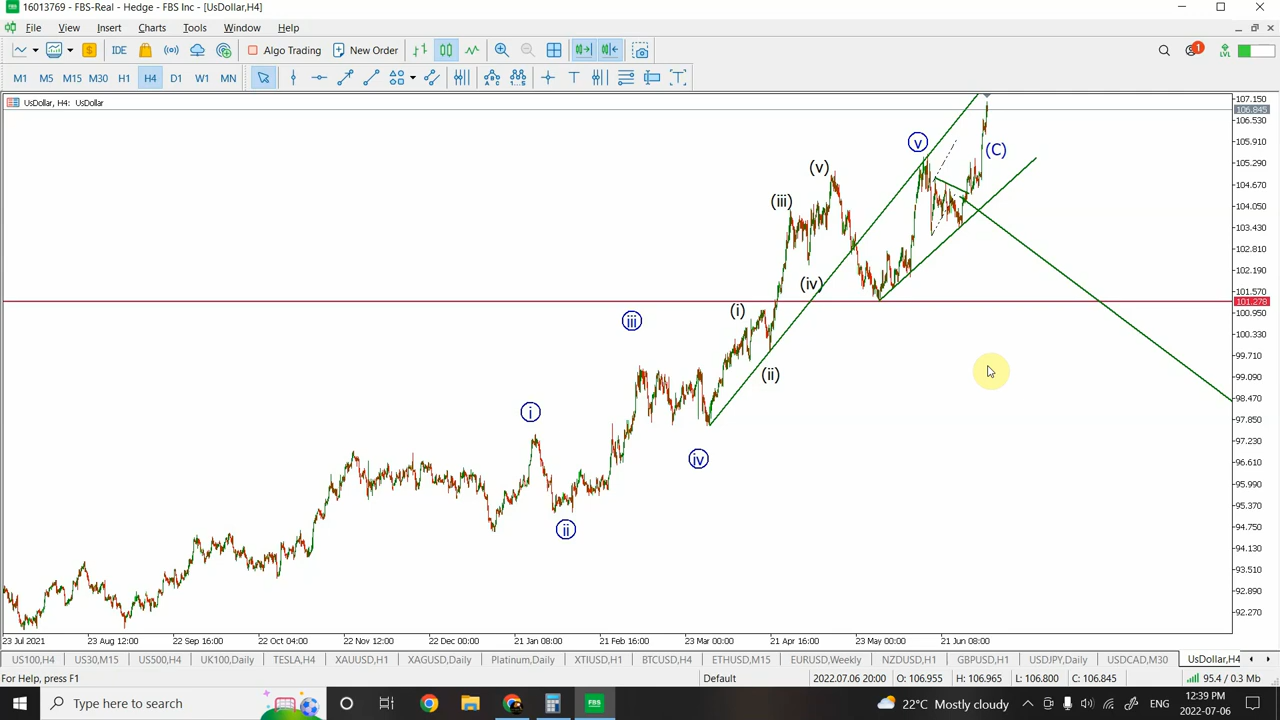 16013769 - FBS-Real - Hedge - FBS Inc - [UsDollar,H4]
File View Insert Charts Tools Window Help
IDE Algo Trading New Order 1 LVL
M1 M5 M15 M30 H1 H4 D1 W1 MN
UsDollar, H4: UsDollar
107.150
106.845
106.530
105.910
105.290
104.670
104.050
103.430
102.810
102.190
101.570
101.278
100.950
100.330
99.710
99.090
98.470
97.850
97.230
96.610
95.990
95.370
94.750
94.130
93.510
92.890
92.270
v
(C)
(v)
(iii)
(iv)
(i)
iii
(ii)
i
iv
ii
23 Jul 2021 23 Aug 12:00 22 Sep 16:00 22 Oct 04:00 22 Nov 12:00 22 Dec 00:00 21 Jan 08:00 21 Feb 16:00 23 Mar 00:00 21 Apr 16:00 23 May 00:00 21 Jun 08:00
US100,H4 US30,M15 US500,H4 UK100,Daily TESLA,H4 XAUUSD,H1 XAGUSD,Daily Platinum,Daily XTIUSD,H1 BTCUSD,H4 ETHUSD,M15 EURUSD,Weekly NZDUSD,H1 GBPUSD,H1 USDJPY,Daily USDCAD,M30 UsDollar,H4
For Help, press F1 Default 2022.07.06 20:00 O: 106.955 H: 106.965 L: 106.800 C: 106.845 95.4 / 0.3 Mb
Type here to search FBS 22°C Mostly cloudy ENG 12:39 PM
2022-07-06